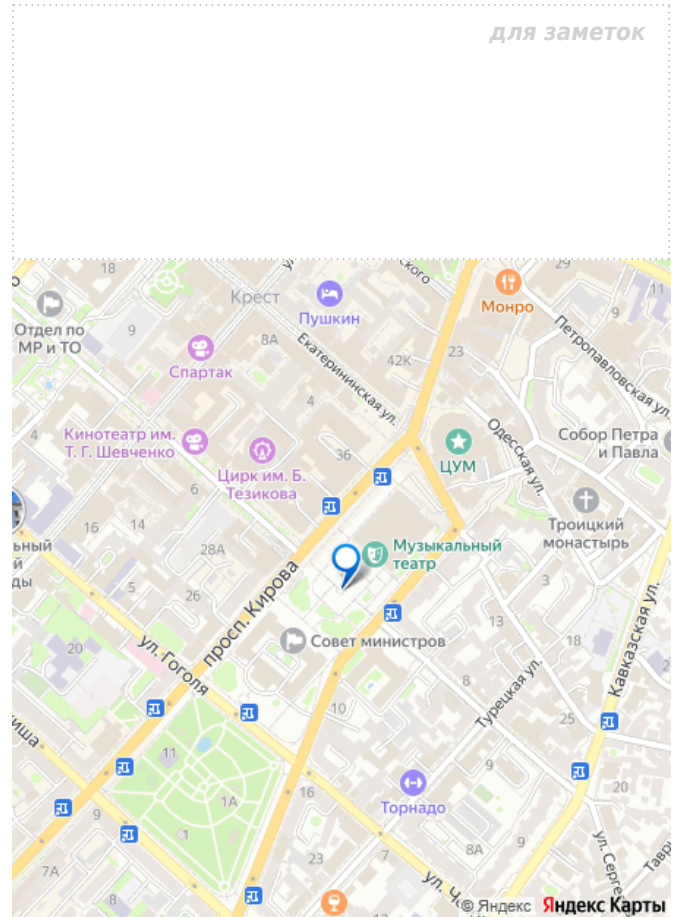 для заметок
18
29
11
Крест
Монро
Отдел по
МР и ТО
9
Пушкин
8А
42К
23
Петропавловская ул.
Спартак
Екатерининская ул.
4
4
Кинотеатр им.
Т. Г. Шевченко
Цирк им. Б.
Тезикова
36
ЦУМ
Одесская ул.
Собор Петра
и Павла
6
16
14
28А
Троицкий
монастырь
Музыкальный
театр
5
26
просп. Кирова
13
18
Кавказская ул.
20
ул. Гоголя
Совет министров
8
Турецкая ул.
10
25
11
1А
1
16
9
20
Торнадо
9
7А
23
7
8А
ул. Серге
Тавр
© Яндекс Яндекс Карты